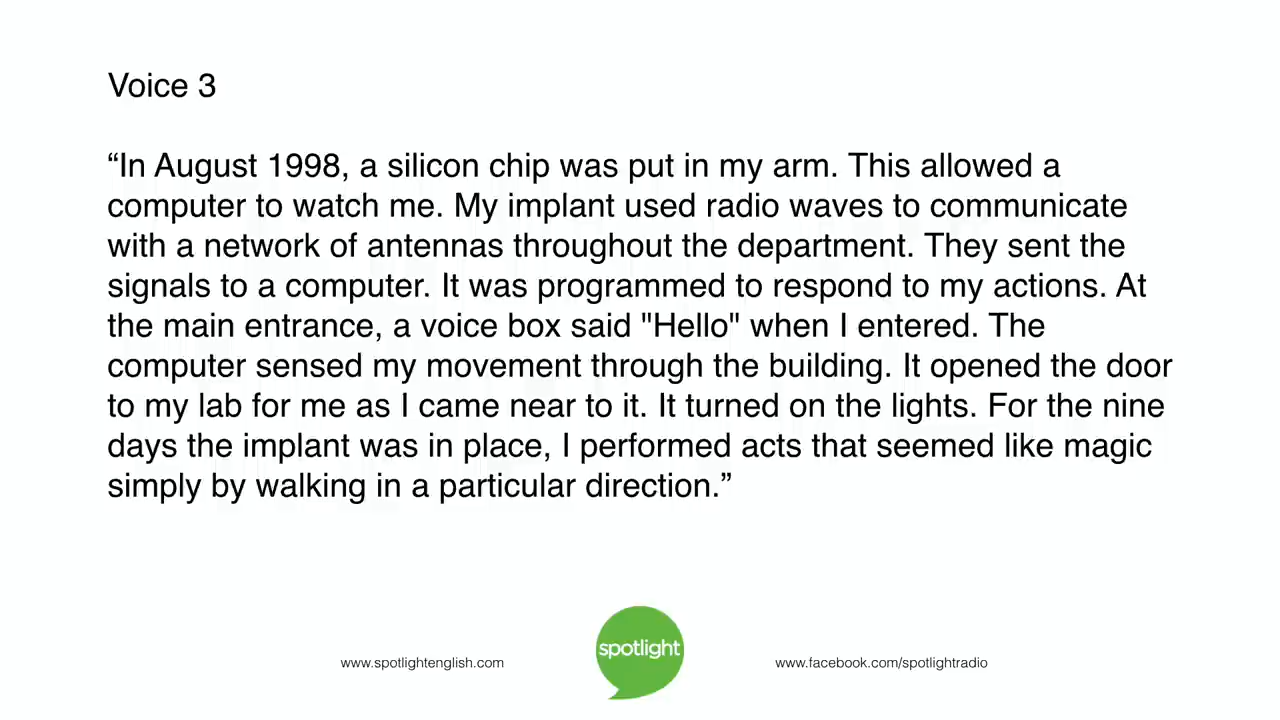 Voice 3
“In August 1998, a silicon chip was put in my arm. This allowed a
computer to watch me. My implant used radio waves to communicate
with a network of antennas throughout the department. They sent the
signals to a computer. It was programmed to respond to my actions. At
the main entrance, a voice box said "Hello" when I entered. The
computer sensed my movement through the building. It opened the door
to my lab for me as I came near to it. It turned on the lights. For the nine
days the implant was in place, I performed acts that seemed like magic
simply by walking in a particular direction.”
www.spotlightenglish.com
spotlight
www.facebook.com/spotlightradio